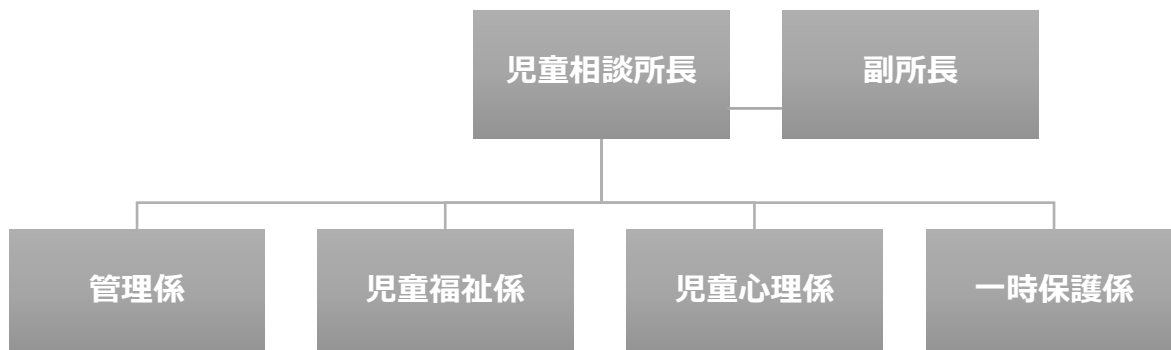 児童相談所長
副所長
管理係
児童福祉係
児童心理係
一時保護係